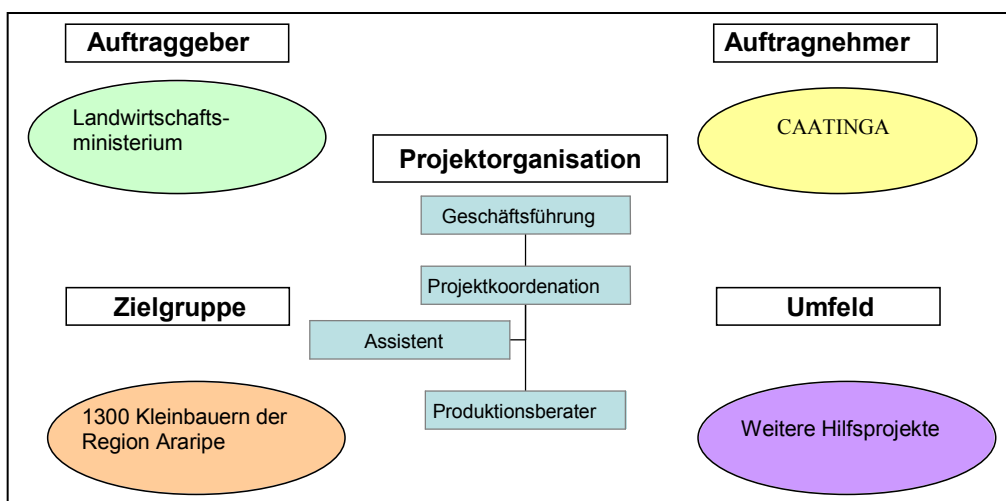 Auftraggeber
Auftragnehmer
Landwirtschafts-
ministerium
CAATINGA
Projektorganisation
Geschäftsführung
Projektkoordenation
Assistent
Produktionsberater
Zielgruppe
Umfeld
1300 Kleinbauern der
Region Araripe
Weitere Hilfsprojekte